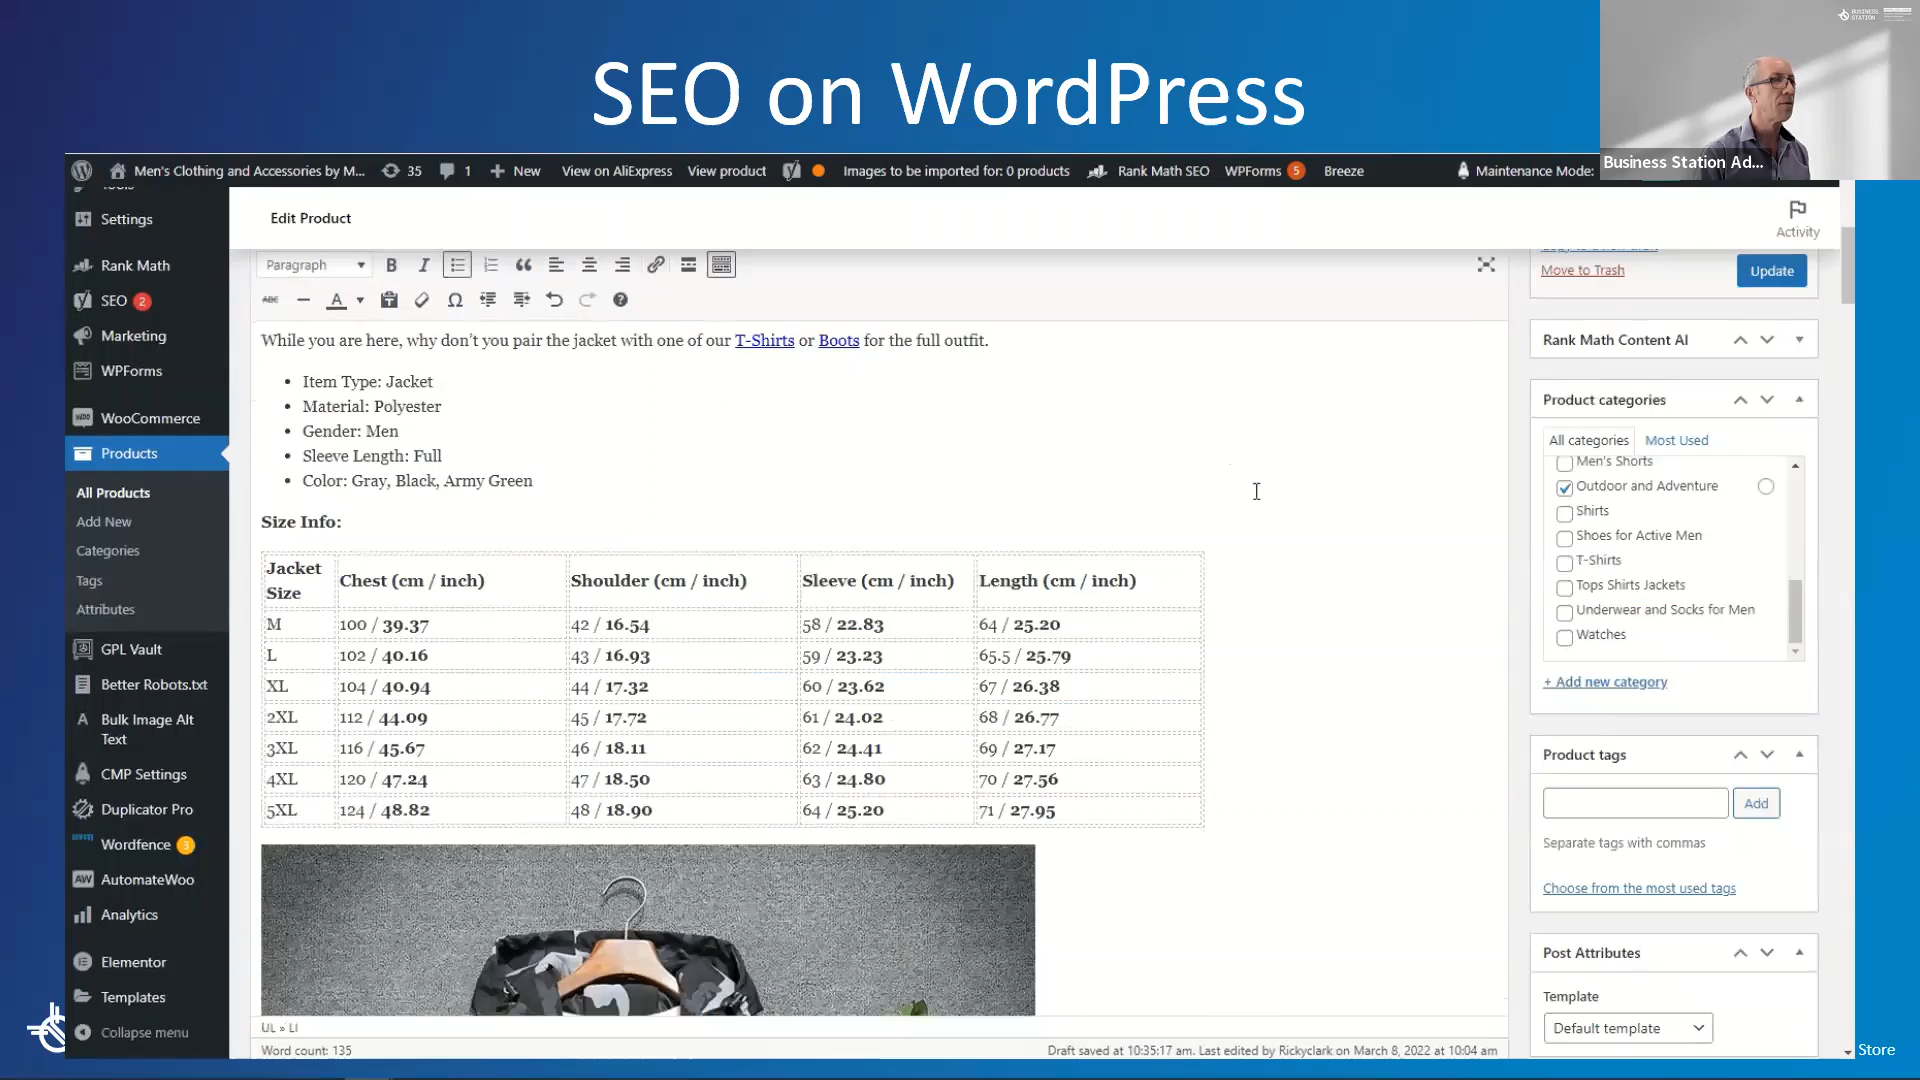 SEO on WordPress
BUSINESS STATION
Business Station Ad...
Men's Clothing and Accessories by M... 35 1 New View on AliExpress View product Images to be imported for: 0 products Rank Math SEO WPForms 5 Breeze Maintenance Mode:
Settings
Rank Math
SEO 2
Marketing
WPForms
WooCommerce
Products
All Products
Add New
Categories
Tags
Attributes
GPL Vault
Better Robots.txt
Bulk Image Alt
Text
CMP Settings
Duplicator Pro
Wordfence 3
AutomateWoo
Analytics
Elementor
Templates
Collapse menu
Edit Product
Activity
Paragraph B I
ABC A Ω
While you are here, why don't you pair the jacket with one of our T-Shirts or Boots for the full outfit.
• Item Type: Jacket
• Material: Polyester
• Gender: Men
• Sleeve Length: Full
• Color: Gray, Black, Army Green
Size Info:
Jacket Size Chest (cm / inch) Shoulder (cm / inch) Sleeve (cm / inch) Length (cm / inch)
M 100 / 39.37 42 / 16.54 58 / 22.83 64 / 25.20
L 102 / 40.16 43 / 16.93 59 / 23.23 65.5 / 25.79
XL 104 / 40.94 44 / 17.32 60 / 23.62 67 / 26.38
2XL 112 / 44.09 45 / 17.72 61 / 24.02 68 / 26.77
3XL 116 / 45.67 46 / 18.11 62 / 24.41 69 / 27.17
4XL 120 / 47.24 47 / 18.50 63 / 24.80 70 / 27.56
5XL 124 / 48.82 48 / 18.90 64 / 25.20 71 / 27.95
UL » LI
Word count: 135
Draft saved at 10:35:17 am. Last edited by Rickyclark on March 8, 2022 at 10:04 am
Move to Trash
Update
Rank Math Content AI
Product categories
All categories Most Used
Men's Shorts
Outdoor and Adventure
Shirts
Shoes for Active Men
T-Shirts
Tops Shirts Jackets
Underwear and Socks for Men
Watches
+ Add new category
Product tags
Add
Separate tags with commas
Choose from the most used tags
Post Attributes
Template
Default template
Store